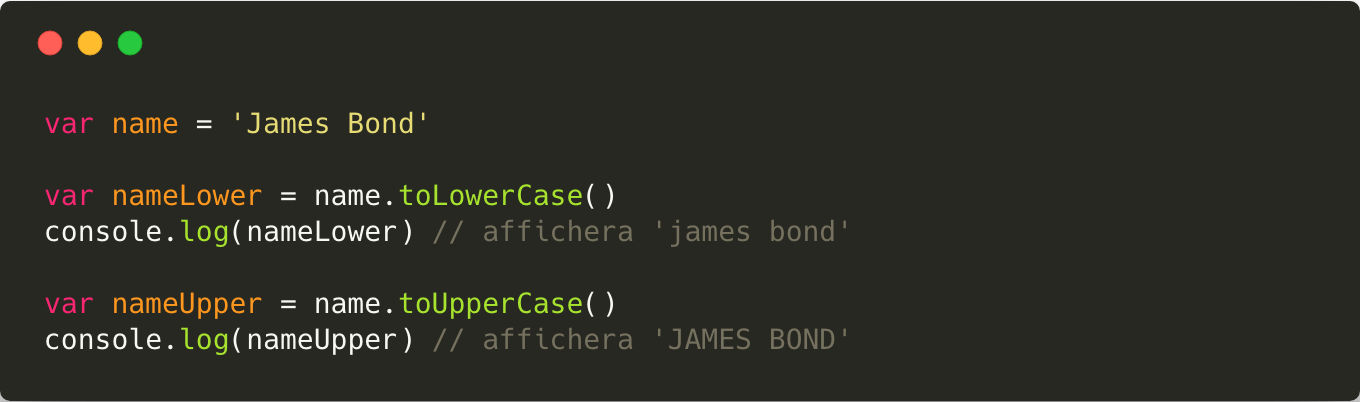 var name = 'James Bond'
var nameLower = name.toLowerCase()
console.log(nameLower) // affichera 'james bond'
var nameUpper = name.toUpperCase()
console.log(nameUpper) // affichera 'JAMES BOND'